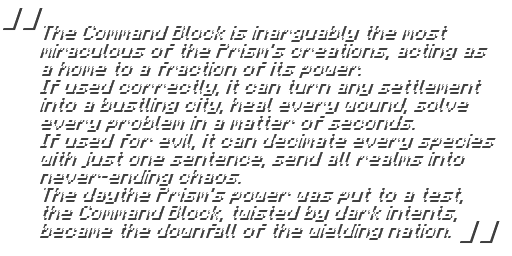 The Command Block is inarguably the most
miraculous of the Prism's creations, acting as
a home to a fraction of its power.
If used correctly, it can turn any settlement
into a bustling city, heal every wound, solve
every problem in a matter of seconds.
If used for evil, it can decimate every species
with just one sentence, send all realms into
never-ending chaos.
The daythe Prism's power was put to a test,
the Command Block, twisted by dark intents,
became the downfall of the wielding nation.